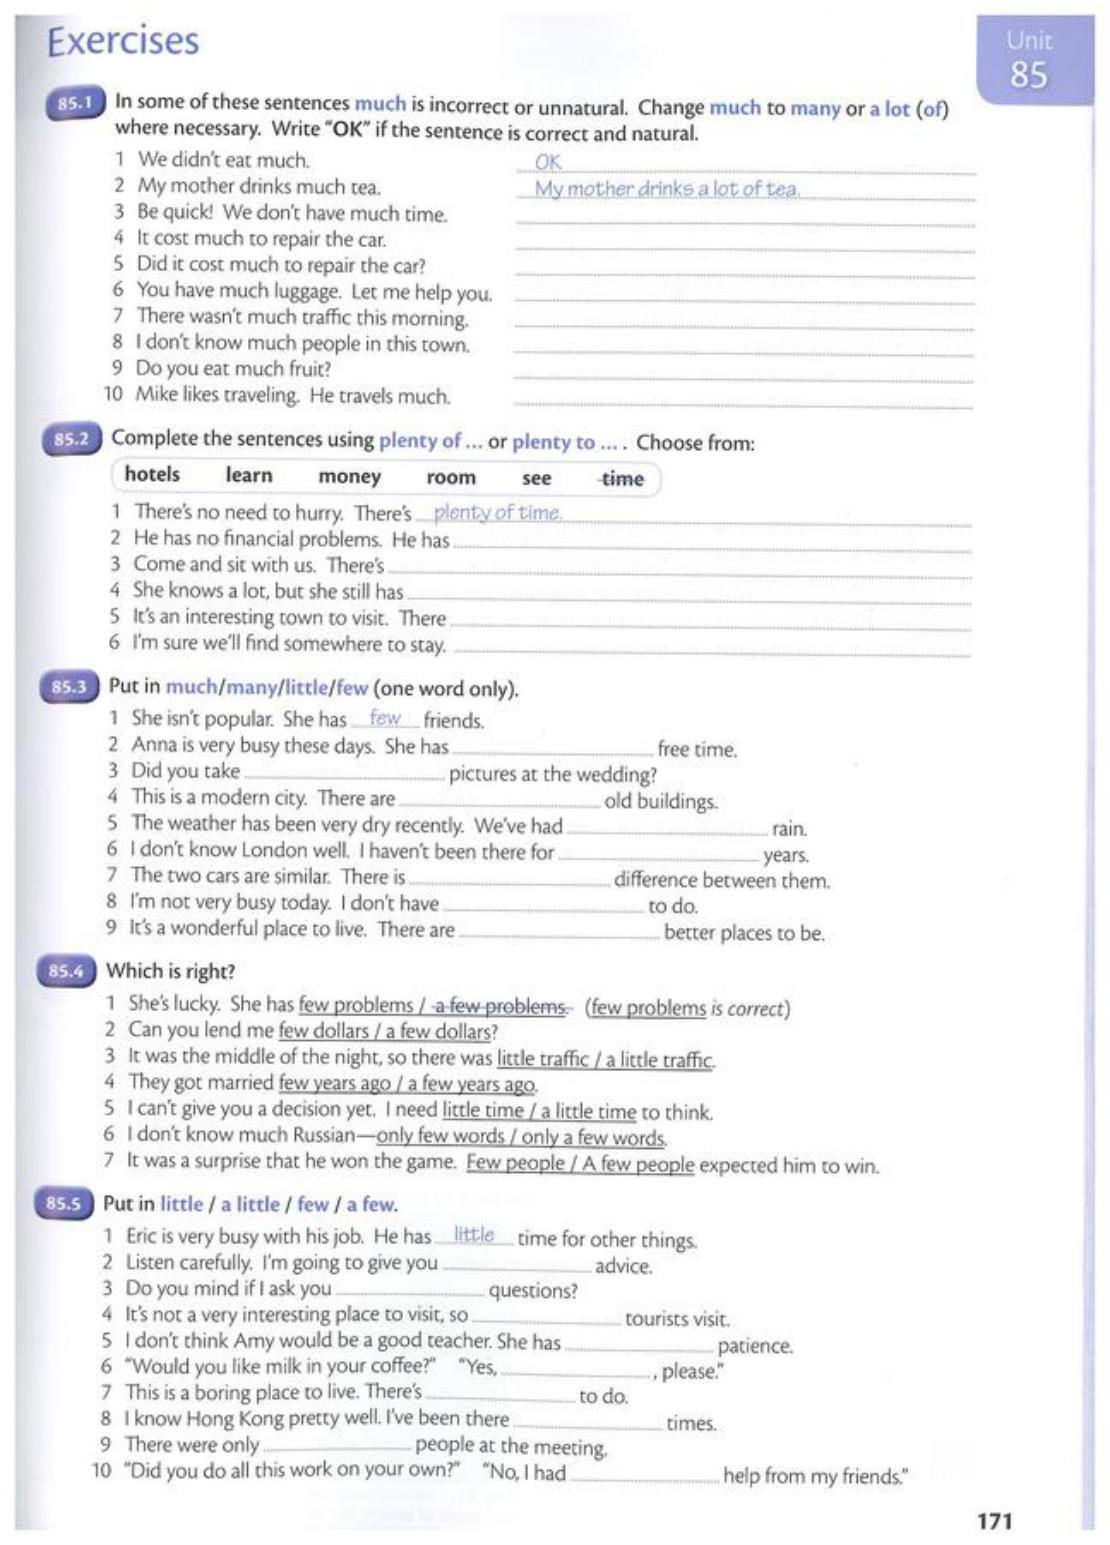 Exercises
Unit
85
85.1 In some of these sentences much is incorrect or unnatural. Change much to many or a lot (of)
where necessary. Write "OK" if the sentence is correct and natural.
1 We didn't eat much. OK
2 My mother drinks much tea. My mother drinks a lot of tea.
3 Be quick! We don't have much time.
4 It cost much to repair the car.
5 Did it cost much to repair the car?
6 You have much luggage. Let me help you.
7 There wasn't much traffic this morning.
8 I don't know much people in this town.
9 Do you eat much fruit?
10 Mike likes traveling. He travels much.
85.2 Complete the sentences using plenty of ... or plenty to ... . Choose from:
hotels learn money room see time
1 There's no need to hurry. There's plenty of time.
2 He has no financial problems. He has
3 Come and sit with us. There's
4 She knows a lot, but she still has
5 It's an interesting town to visit. There
6 I'm sure we'll find somewhere to stay.
85.3 Put in much/many/little/few (one word only).
1 She isn't popular. She has few friends.
2 Anna is very busy these days. She has free time.
3 Did you take pictures at the wedding?
4 This is a modern city. There are old buildings.
5 The weather has been very dry recently. We've had rain.
6 I don't know London well. I haven't been there for years.
7 The two cars are similar. There is difference between them.
8 I'm not very busy today. I don't have to do.
9 It's a wonderful place to live. There are better places to be.
85.4 Which is right?
1 She's lucky. She has few problems / a few problems. (few problems is correct)
2 Can you lend me few dollars / a few dollars?
3 It was the middle of the night, so there was little traffic / a little traffic.
4 They got married few years ago / a few years ago.
5 I can't give you a decision yet. I need little time / a little time to think.
6 I don't know much Russian—only few words / only a few words.
7 It was a surprise that he won the game. Few people / A few people expected him to win.
85.5 Put in little / a little / few / a few.
1 Eric is very busy with his job. He has little time for other things.
2 Listen carefully. I'm going to give you advice.
3 Do you mind if I ask you questions?
4 It's not a very interesting place to visit, so tourists visit.
5 I don't think Amy would be a good teacher. She has patience.
6 "Would you like milk in your coffee?" "Yes, , please."
7 This is a boring place to live. There's to do.
8 I know Hong Kong pretty well. I've been there times.
9 There were only people at the meeting.
10 "Did you do all this work on your own?" "No, I had help from my friends."
171